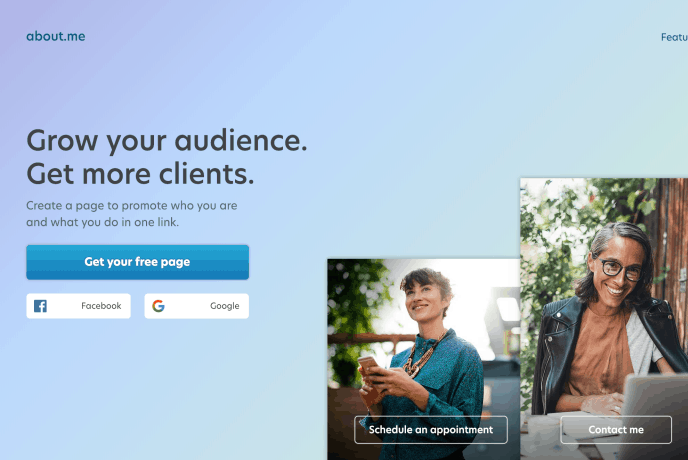 about.me
Featu
Grow your audience.
Get more clients.
Create a page to promote who you are
and what you do in one link.
Get your free page
Facebook
Google
Schedule an appointment
Contact me